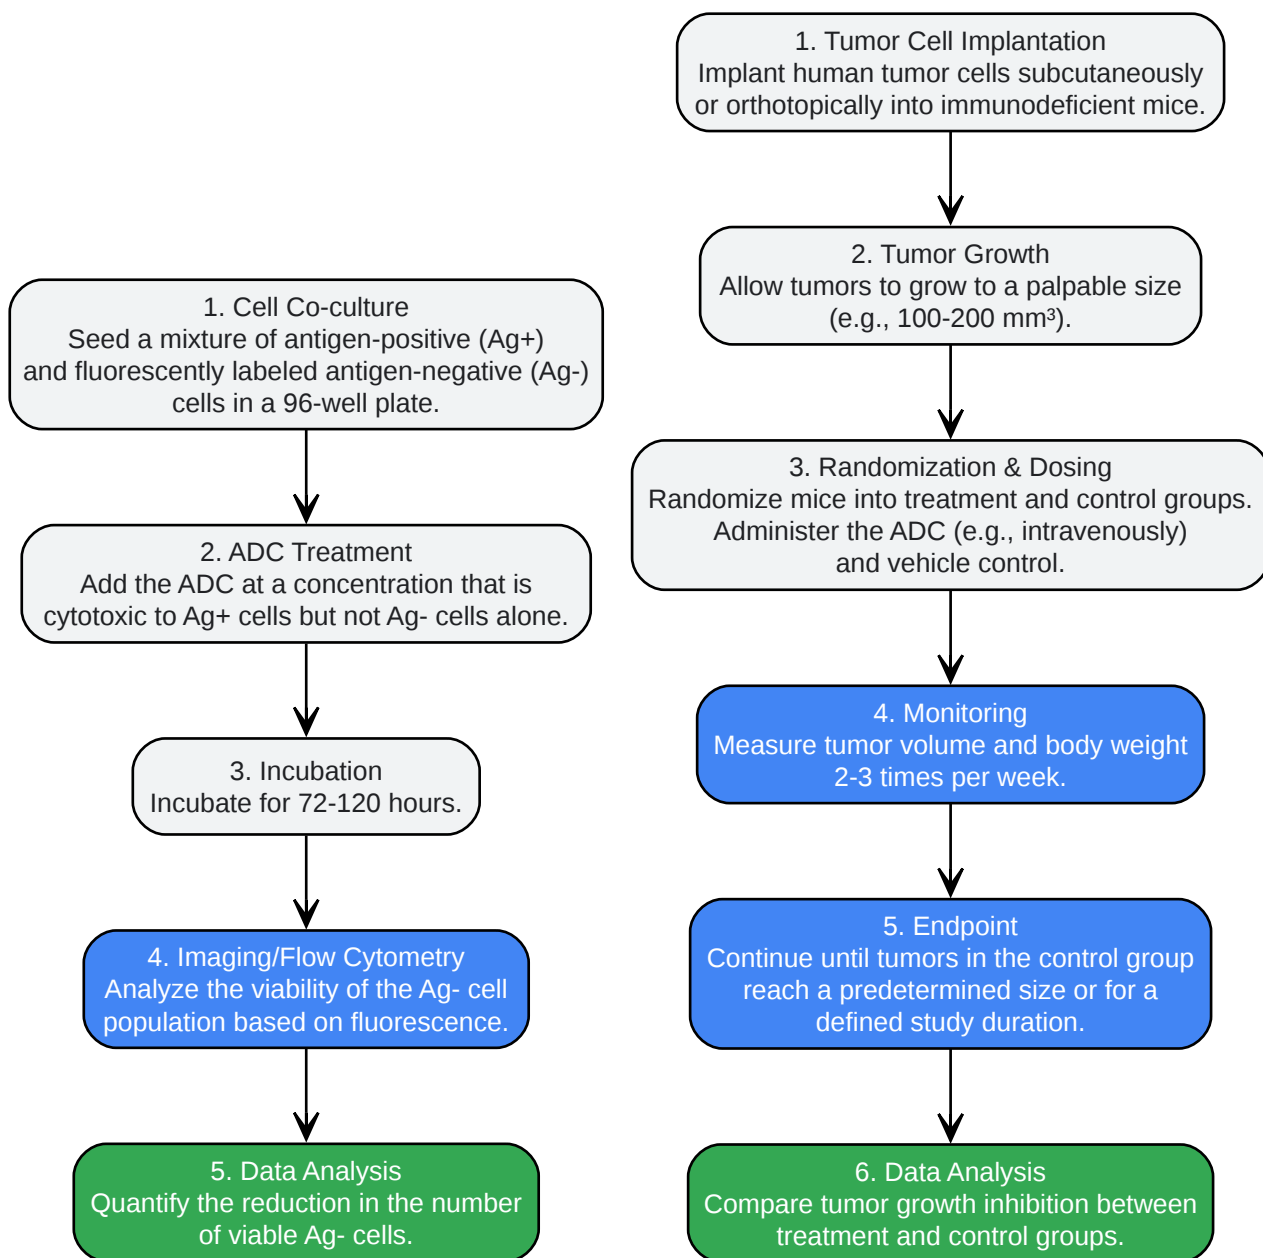 1. Cell Co-culture
Seed a mixture of antigen-positive (Ag+)
and fluorescently labeled antigen-negative (Ag-)
cells in a 96-well plate.
2. ADC Treatment
Add the ADC at a concentration that is
cytotoxic to Ag+ cells but not Ag- cells alone.
3. Incubation
Incubate for 72-120 hours.
4. Imaging/Flow Cytometry
Analyze the viability of the Ag- cell
population based on fluorescence.
5. Data Analysis
Quantify the reduction in the number
of viable Ag- cells.
1. Tumor Cell Implantation
Implant human tumor cells subcutaneously
or orthotopically into immunodeficient mice.
2. Tumor Growth
Allow tumors to grow to a palpable size
(e.g., 100-200 mm³).
3. Randomization & Dosing
Randomize mice into treatment and control groups.
Administer the ADC (e.g., intravenously)
and vehicle control.
4. Monitoring
Measure tumor volume and body weight
2-3 times per week.
5. Endpoint
Continue until tumors in the control group
reach a predetermined size or for a
defined study duration.
6. Data Analysis
Compare tumor growth inhibition between
treatment and control groups.